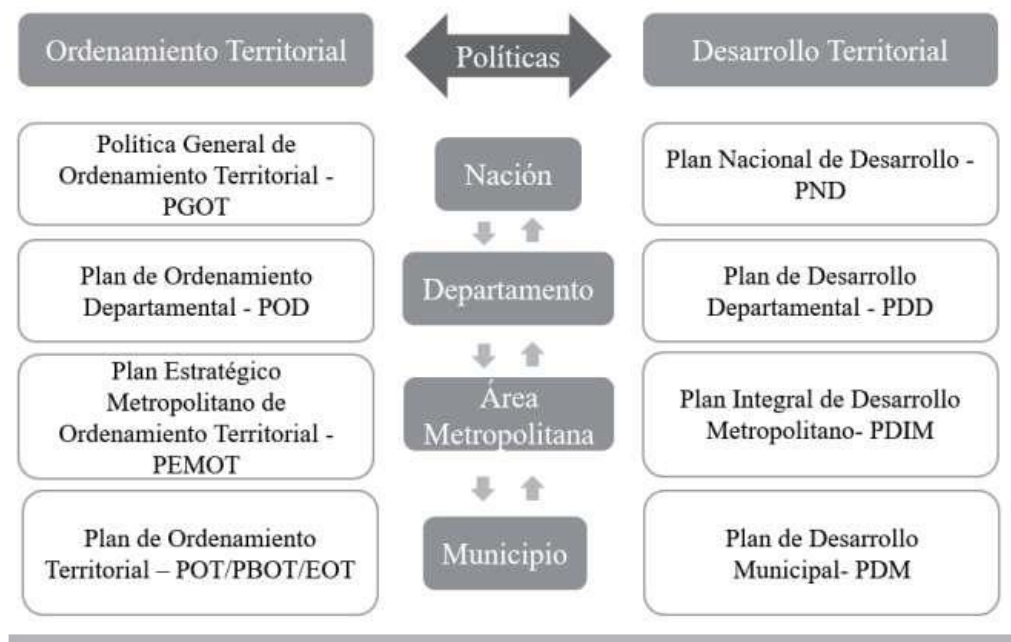 Ordenamiento Territorial
Políticas
Desarrollo Territorial
Política General de
Ordenamiento Territorial -
PGOT
Nación
Plan Nacional de Desarrollo -
PND
Plan de Ordenamiento
Departamental - POD
Departamento
Plan de Desarrollo
Departamental - PDD
Plan Estratégico
Metropolitano de
Ordenamiento Territorial -
PEMOT
Área
Metropolitana
Plan Integral de Desarrollo
Metropolitano- PDIM
Plan de Ordenamiento
Territorial – POT/PBOT/EOT
Municipio
Plan de Desarrollo
Municipal- PDM